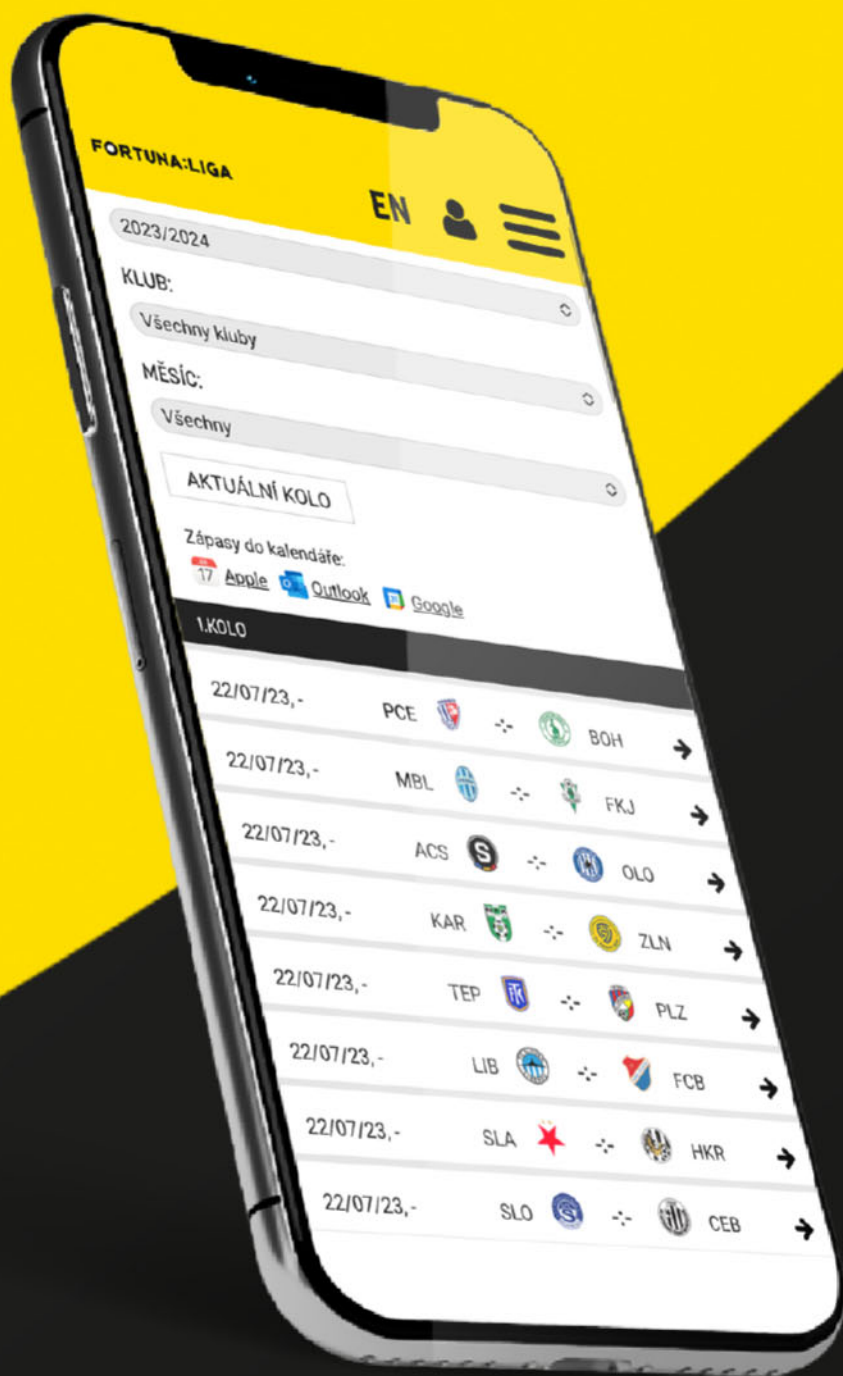 FORTUNA:LIGA
EN
2023/2024
KLUB:
Všechny kluby
MĚSÍC:
Všechny
AKTUÁLNÍ KOLO
Zápasy do kalendáře:
17 Apple Outlook Google
1.KOLO
22/07/23,- PCE -:- BOH
22/07/23,- MBL -:- FKJ
22/07/23,- ACS S -:- OLO
22/07/23,- KAR -:- ZLN
22/07/23,- TEP -:- PLZ
22/07/23,- LIB -:- FCB
22/07/23,- SLA -:- HKR
22/07/23,- SLO -:- CEB